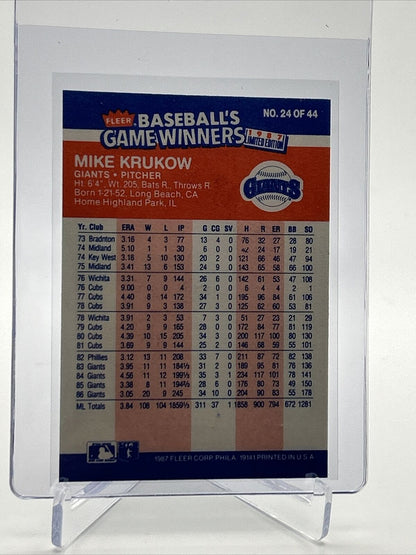 FLEER
BASEBALL'S
GAME WINNERS
1987
LIMITED EDITION
NO. 24 OF 44
MIKE KRUKOW
GIANTS • PITCHER
Ht. 6'4", Wt. 205, Bats R., Throws R.
Born 1-21-52, Long Beach, CA
Home Highland Park, IL
GIANTS
Yr. Club ERA W L IP G CG SV H R ER BB SO
73 Bradnton 3.16 4 3 77 13 4 0 76 32 27 28 80
74 Midland 5.10 1 1 30 4 2 0 42 24 17 19 21
74 Key West 3.18 5 10 130 20 12 0 121 66 46 47 94
75 Midland 3.41 13 6 153 24 9 0 143 65 58 66 100
76 Wichita 3.31 7 9 144 26 6 0 142 61 53 47 108
76 Cubs 9.00 0 0 4 2 0 0 6 4 4 2 1
77 Cubs 4.40 8 14 172 34 1 0 195 96 84 61 106
78 Cubs 3.91 9 3 138 27 3 0 125 62 60 53 81
78 Wichita 3.91 2 3 53 7 3 0 51 27 23 21 29
79 Cubs 4.20 9 9 165 28 0 0 172 84 77 81 119
80 Cubs 4.39 10 15 205 34 3 0 200 117 100 80 130
81 Cubs 3.69 9 9 144 25 2 0 146 68 59 55 101
82 Phillies 3.12 13 11 208 33 7 0 211 87 72 82 138
83 Giants 3.95 11 11 184⅓ 31 2 0 189 95 81 76 136
84 Giants 4.56 11 12 199⅓ 35 3 1 234 117 101 78 141
85 Giants 3.38 8 11 194⅔ 28 6 0 176 80 73 49 150
86 Giants 3.05 20 9 245 34 10 0 204 90 83 55 178
ML Totals 3.84 108 104 1859⅓ 311 37 1 1858 900 794 672 1281
1987 FLEER CORP. PHILA. 19141 PRINTED IN U.S.A.